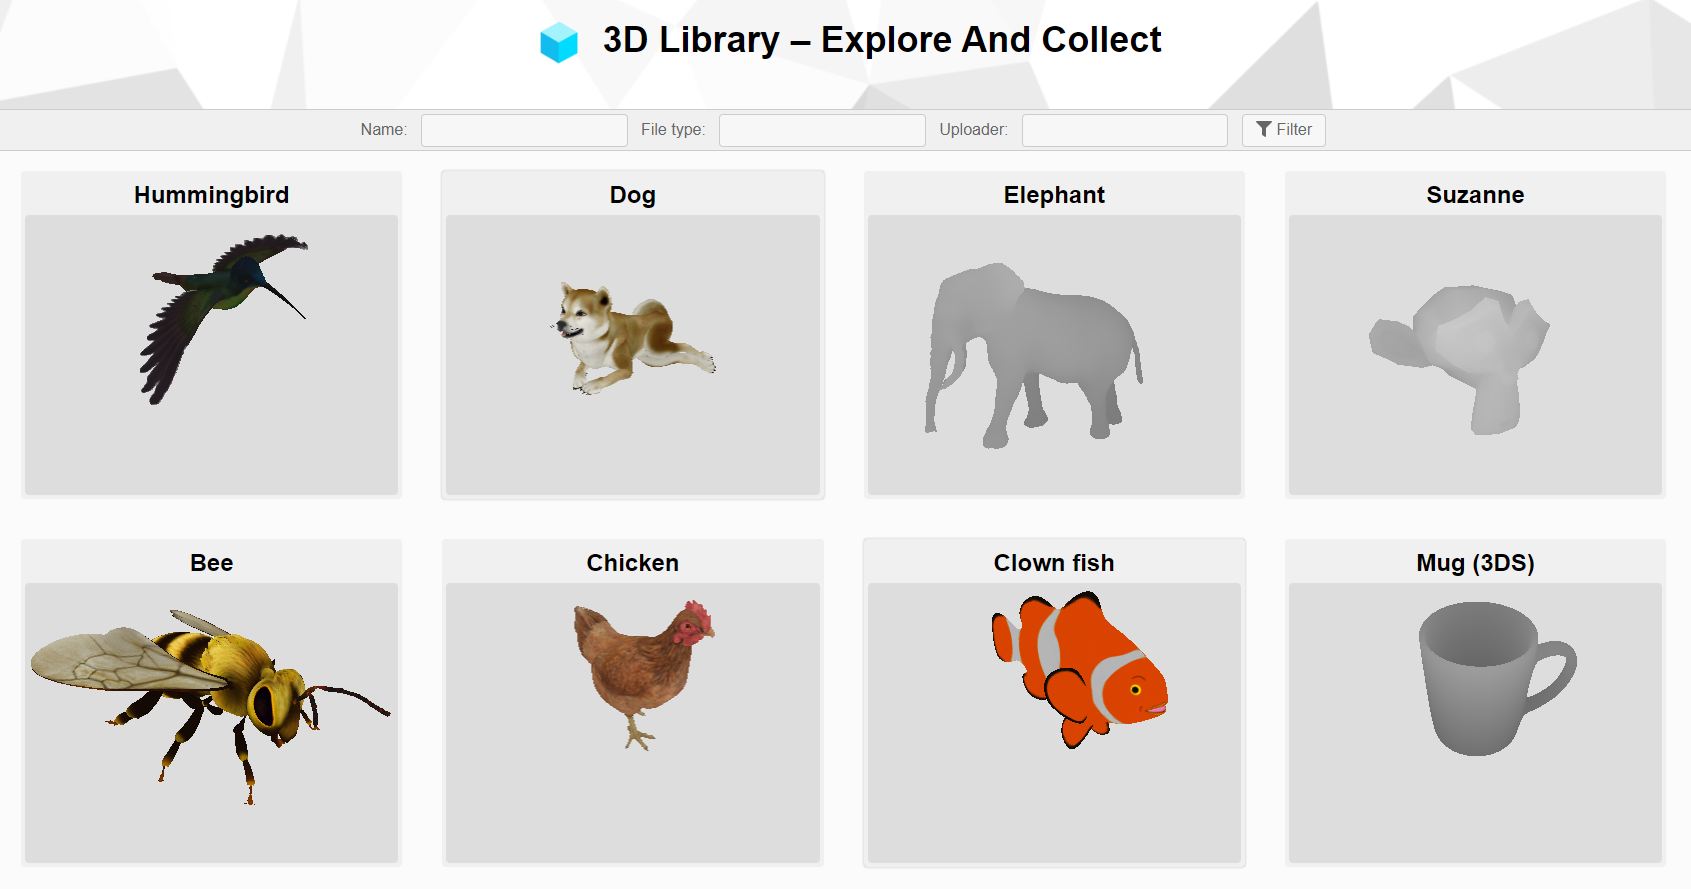 3D Library – Explore And Collect
Name: File type: Uploader: Filter
Hummingbird Dog Elephant Suzanne
Bee Chicken Clown fish Mug (3DS)